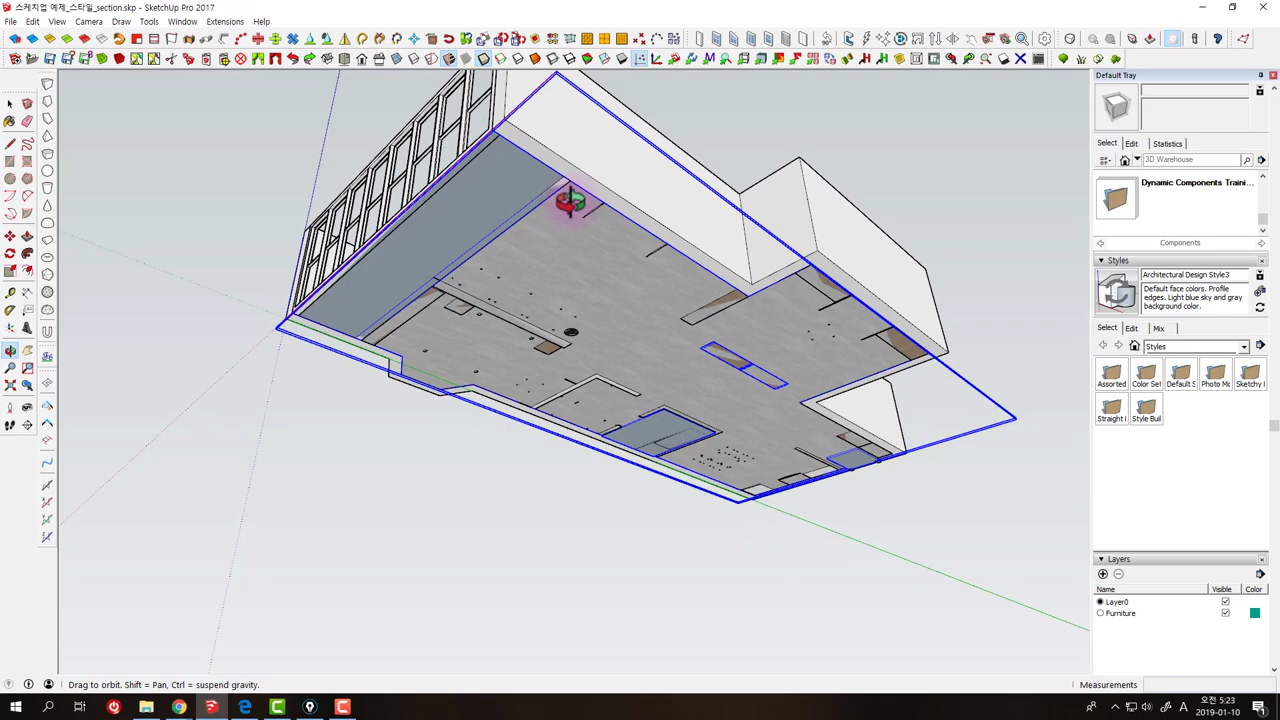 스케치업 예제_스타일_section.skp - SketchUp Pro 2017
File Edit View Camera Draw Tools Window Extensions Help
Default Tray
Select Edit Statistics
3D Warehouse
Dynamic Components Traini...
Components
Styles
Architectural Design Style3
Default face colors. Profile
edges. Light blue sky and gray
background color.
Select Edit Mix
Styles
Assorted Color Set Default S Photo Mo Sketchy I
Straight l Style Buil
Layers
Name Visible Color
Layer0
Furniture
Drag to orbit. Shift = Pan, Ctrl = suspend gravity.
Measurements
A 오전 5:23
2019-01-10